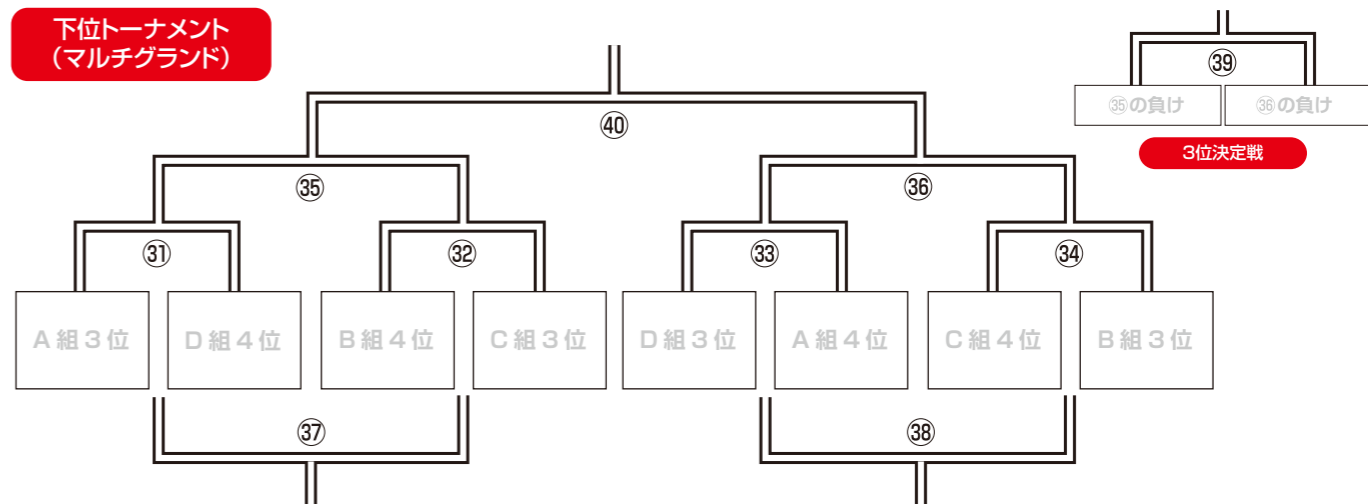 下位トーナメント
（マルチグランド）
㊴
㉟の負け
㊱の負け
3位決定戦
㊵
㉟
㊱
㉛
㉜
㉝
㉞
A組3位
D組4位
B組4位
C組3位
D組3位
A組4位
C組4位
B組3位
㊲
㊳